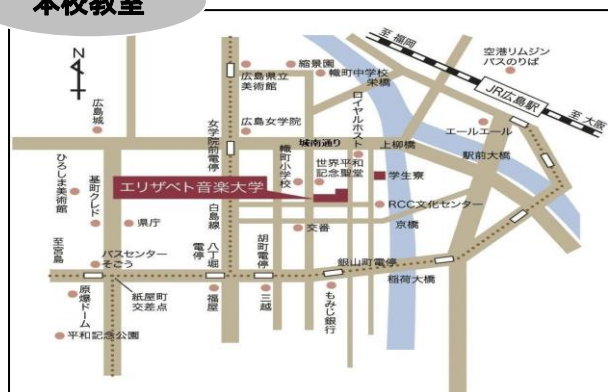 本校教室
至 福岡
空港リムジン
バスのりば
N
縮景園
広島県立
美術館
幟町中学校
栄橋
JR広島駅
至 大阪
広島城
女学院前電停
広島女学院
ロイヤルホスト
エールエール
城南通り
上柳橋
駅前大橋
ひろしま美術館
基町クレド
幟町小学校
世界平和
記念聖堂
学生寮
エリザベト音楽大学
RCC文化センター
県庁
白島線
交番
京橋
至宮島
バスセンター
そごう
八丁堀電停
胡町電停
銀山町電停
稲荷大橋
原爆ドーム
紙屋町
交差点
福屋
三越
もみじ銀行
平和記念公園